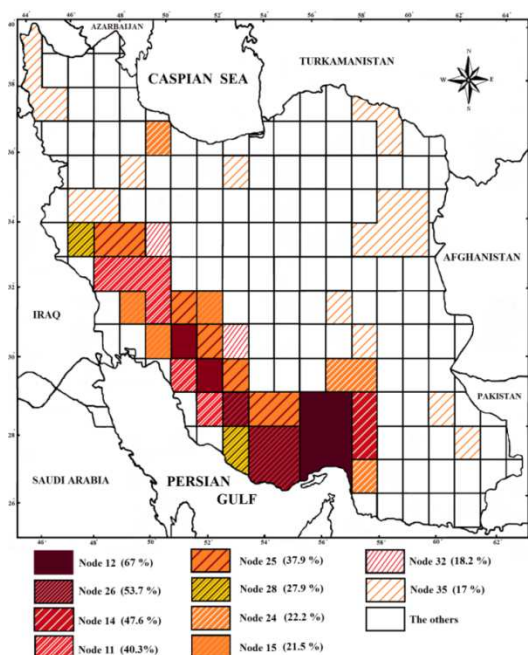 AZARBAIJAN
CASPIAN SEA
TURKAMANISTAN
N
W
E
S
AFGHANISTAN
IRAQ
PAKISTAN
SAUDI ARABIA
PERSIAN
GULF
40
38
36
34
32
30
28
26
44°
46°
48
50
52
54
56
58
60
62
Node 12 (67 %)
Node 26 (53.7 %)
Node 14 (47.6 %)
Node 11 (40.3%)
Node 25 (37.9 %)
Node 28 (27.9 %)
Node 24 (22.2 %)
Node 15 (21.5 %)
Node 32 (18.2 %)
Node 35 (17 %)
The others